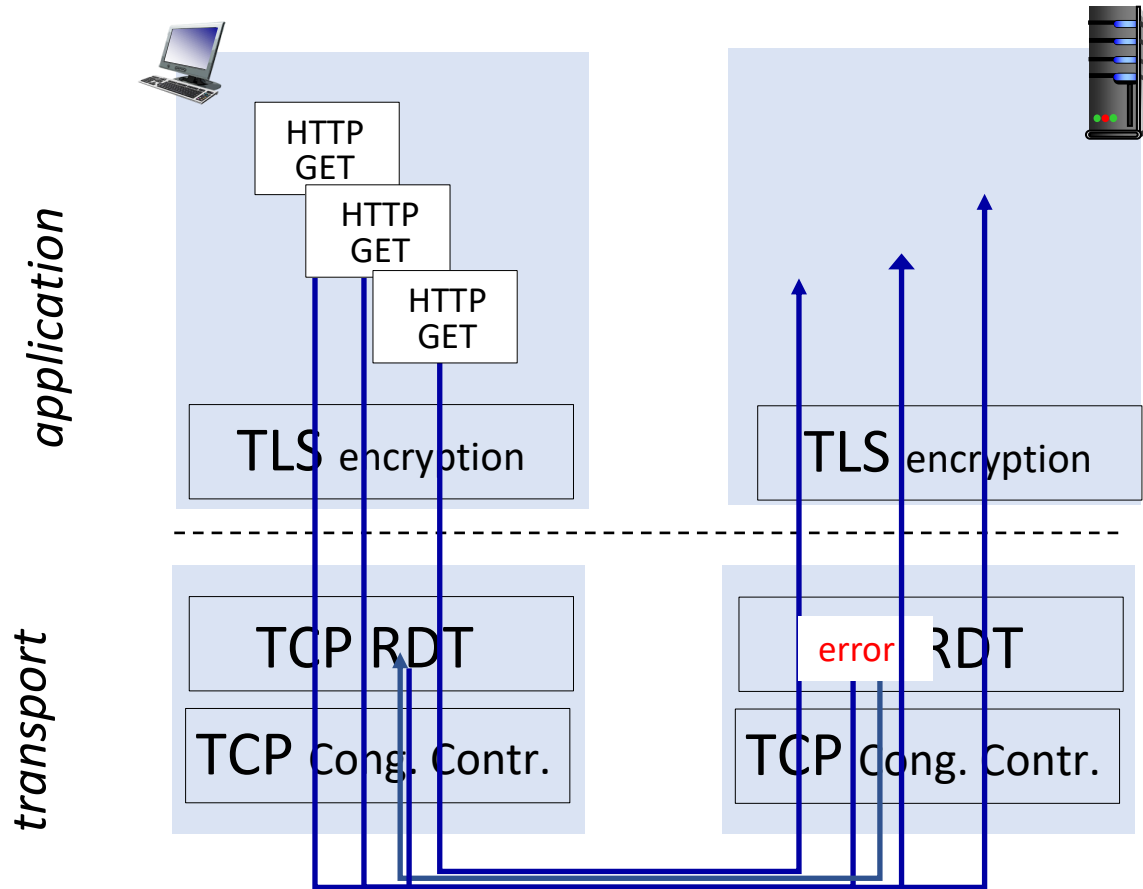 application
HTTP
GET
HTTP
GET
HTTP
GET
TLS encryption
TLS encryption
transport
TCP RDT
error RDT
TCP Cong. Contr.
TCP Cong. Contr.